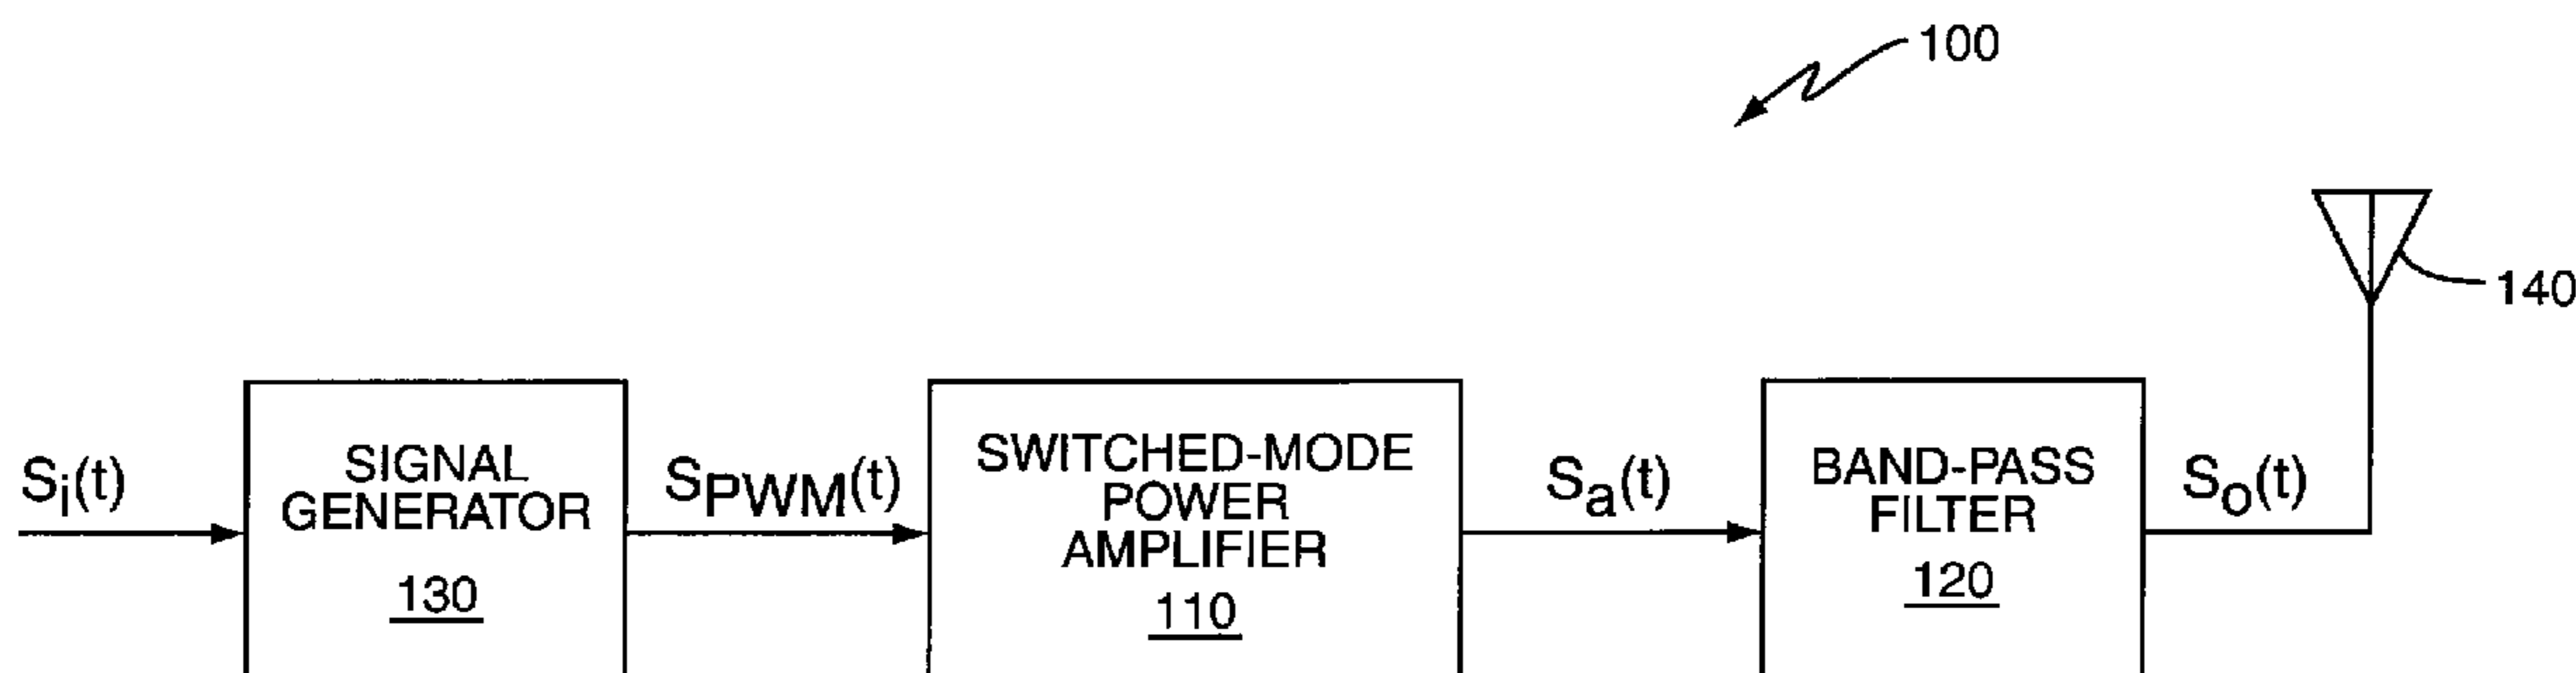 100
140
Si(t)
SIGNAL
GENERATOR
130
SPWM(t)
SWITCHED-MODE
POWER
AMPLIFIER
110
Sa(t)
BAND-PASS
FILTER
120
So(t)